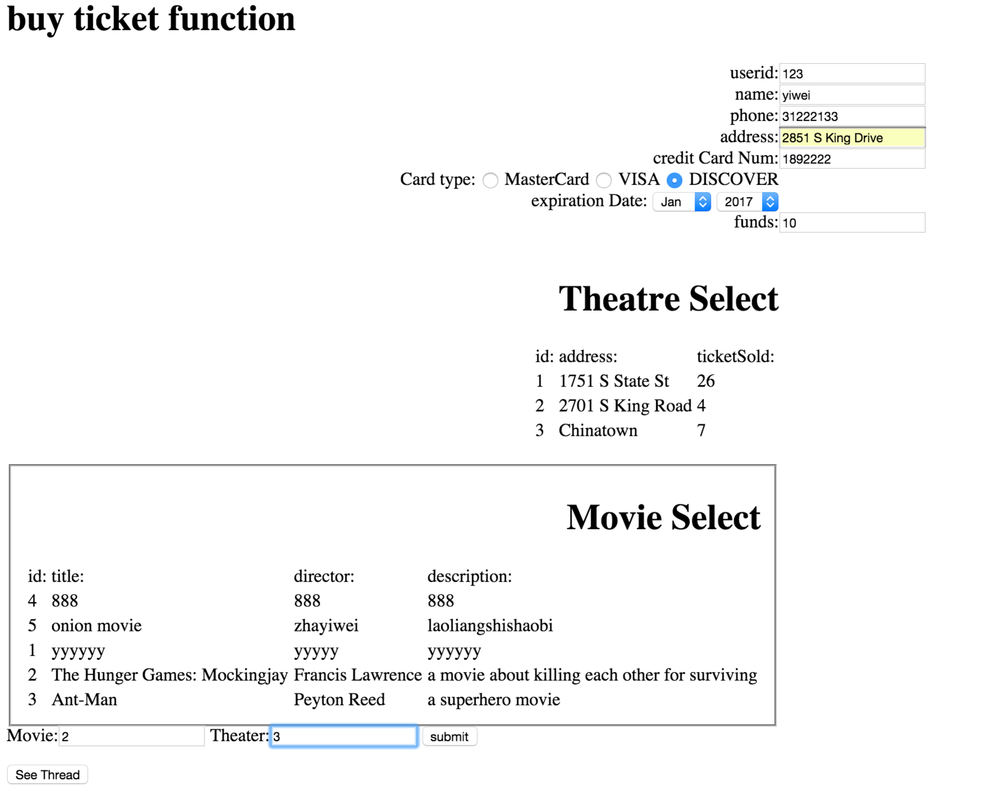 buy ticket function
userid: 123
name: yiwei
phone: 31222133
address: 2851 S King Drive
credit Card Num: 1892222
Card type: MasterCard VISA DISCOVER
expiration Date: Jan 2017
funds: 10
Theatre Select
id: address: ticketSold:
1 1751 S State St 26
2 2701 S King Road 4
3 Chinatown 7
Movie Select
id: title: director: description:
4 888 888 888
5 onion movie zhayiwei laoliangshishaobi
1 yyyyyy yyyyy yyyyyy
2 The Hunger Games: Mockingjay Francis Lawrence a movie about killing each other for surviving
3 Ant-Man Peyton Reed a superhero movie
Movie: 2 Theater: 3 submit
See Thread